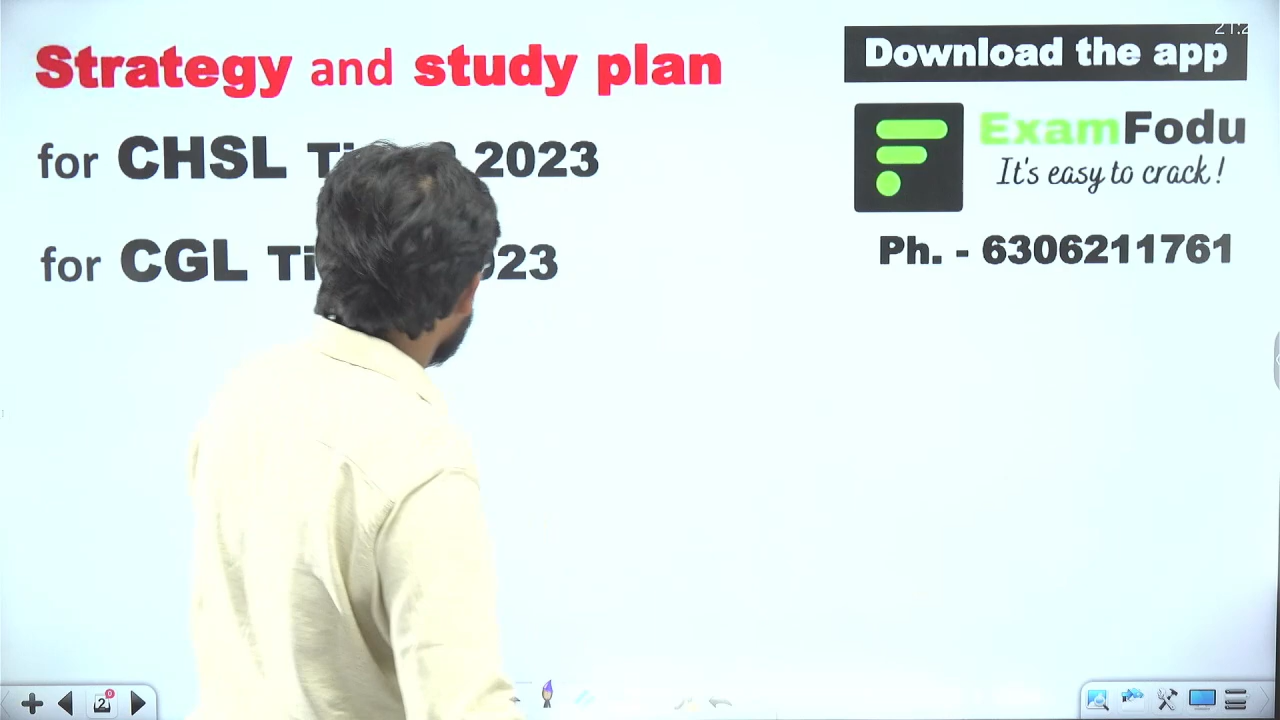 Strategy and study plan
for CHSL 2023
for CGL
Download the app
ExamFodu
It's easy to crack!
Ph. - 6306211761
2